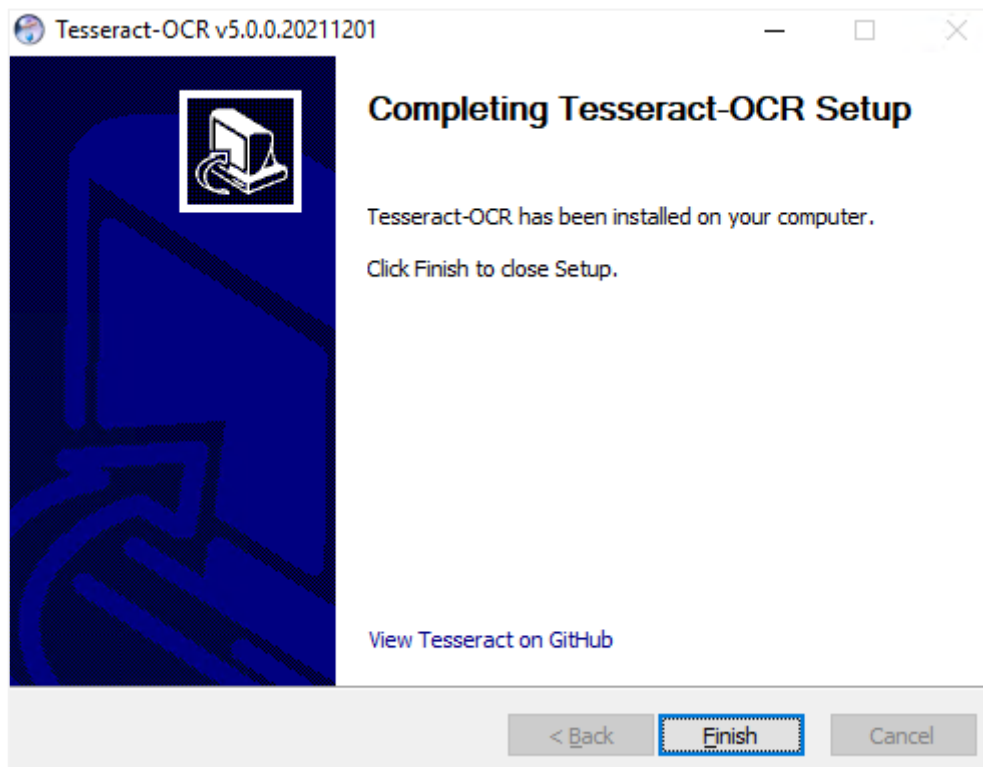 Tesseract-OCR v5.0.0.20211201
Completing Tesseract-OCR Setup
Tesseract-OCR has been installed on your computer.
Click Finish to close Setup.
View Tesseract on GitHub
< Back Finish Cancel